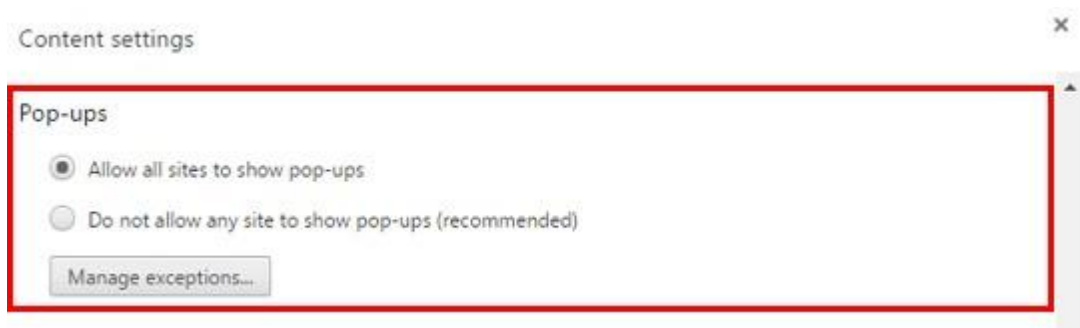 Content settings
Pop-ups
Allow all sites to show pop-ups
Do not allow any site to show pop-ups (recommended)
Manage exceptions...